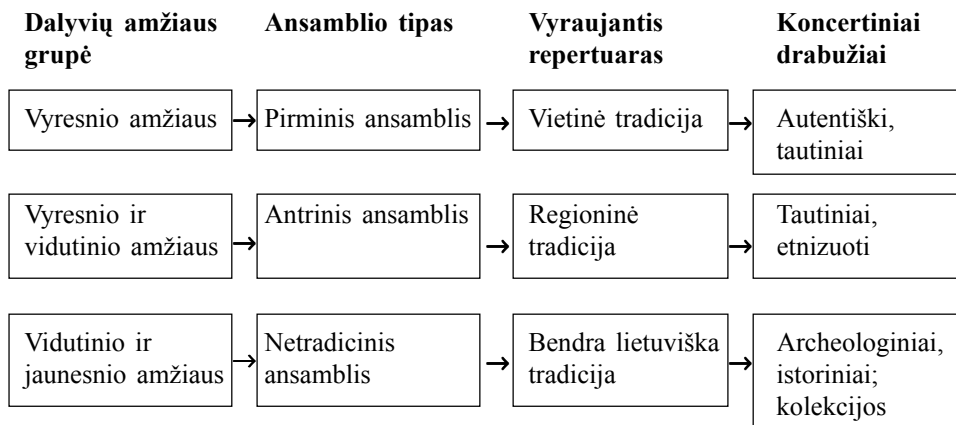 Dalyvių amžiaus
grupė
Ansamblio tipas
Vyraujantis
repertuaras
Koncertiniai
drabužiai
Vyresnio amžiaus
Pirminis ansamblis
Vietinė tradicija
Autentiški,
tautiniai
Vyresnio ir
vidutinio amžiaus
Antrinis ansamblis
Regioninė
tradicija
Tautiniai,
etnizuoti
Vidutinio ir
jaunesnio amžiaus
Netradicinis
ansamblis
Bendra lietuviška
tradicija
Archeologiniai,
istoriniai;
kolekcijos